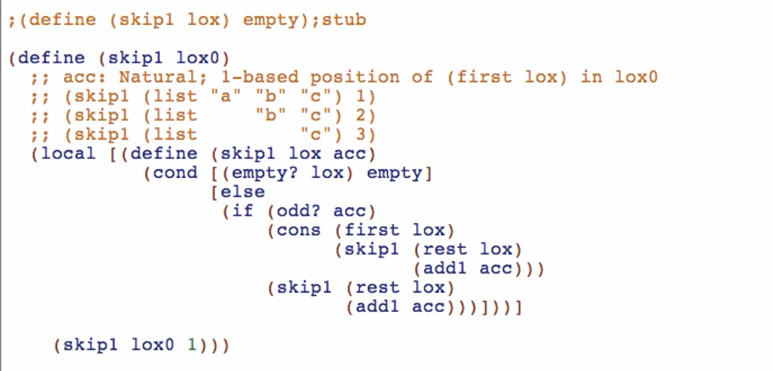 ;(define (skip1 lox) empty);stub
(define (skip1 lox0)
;; acc: Natural; 1-based position of (first lox) in lox0
;; (skip1 (list "a" "b" "c") 1)
;; (skip1 (list     "b" "c") 2)
;; (skip1 (list         "c") 3)
(local [(define (skip1 lox acc)
(cond [(empty? lox) empty]
[else
(if (odd? acc)
(cons (first lox)
(skip1 (rest lox)
(add1 acc)))
(skip1 (rest lox)
(add1 acc)))]))]
(skip1 lox0 1)))